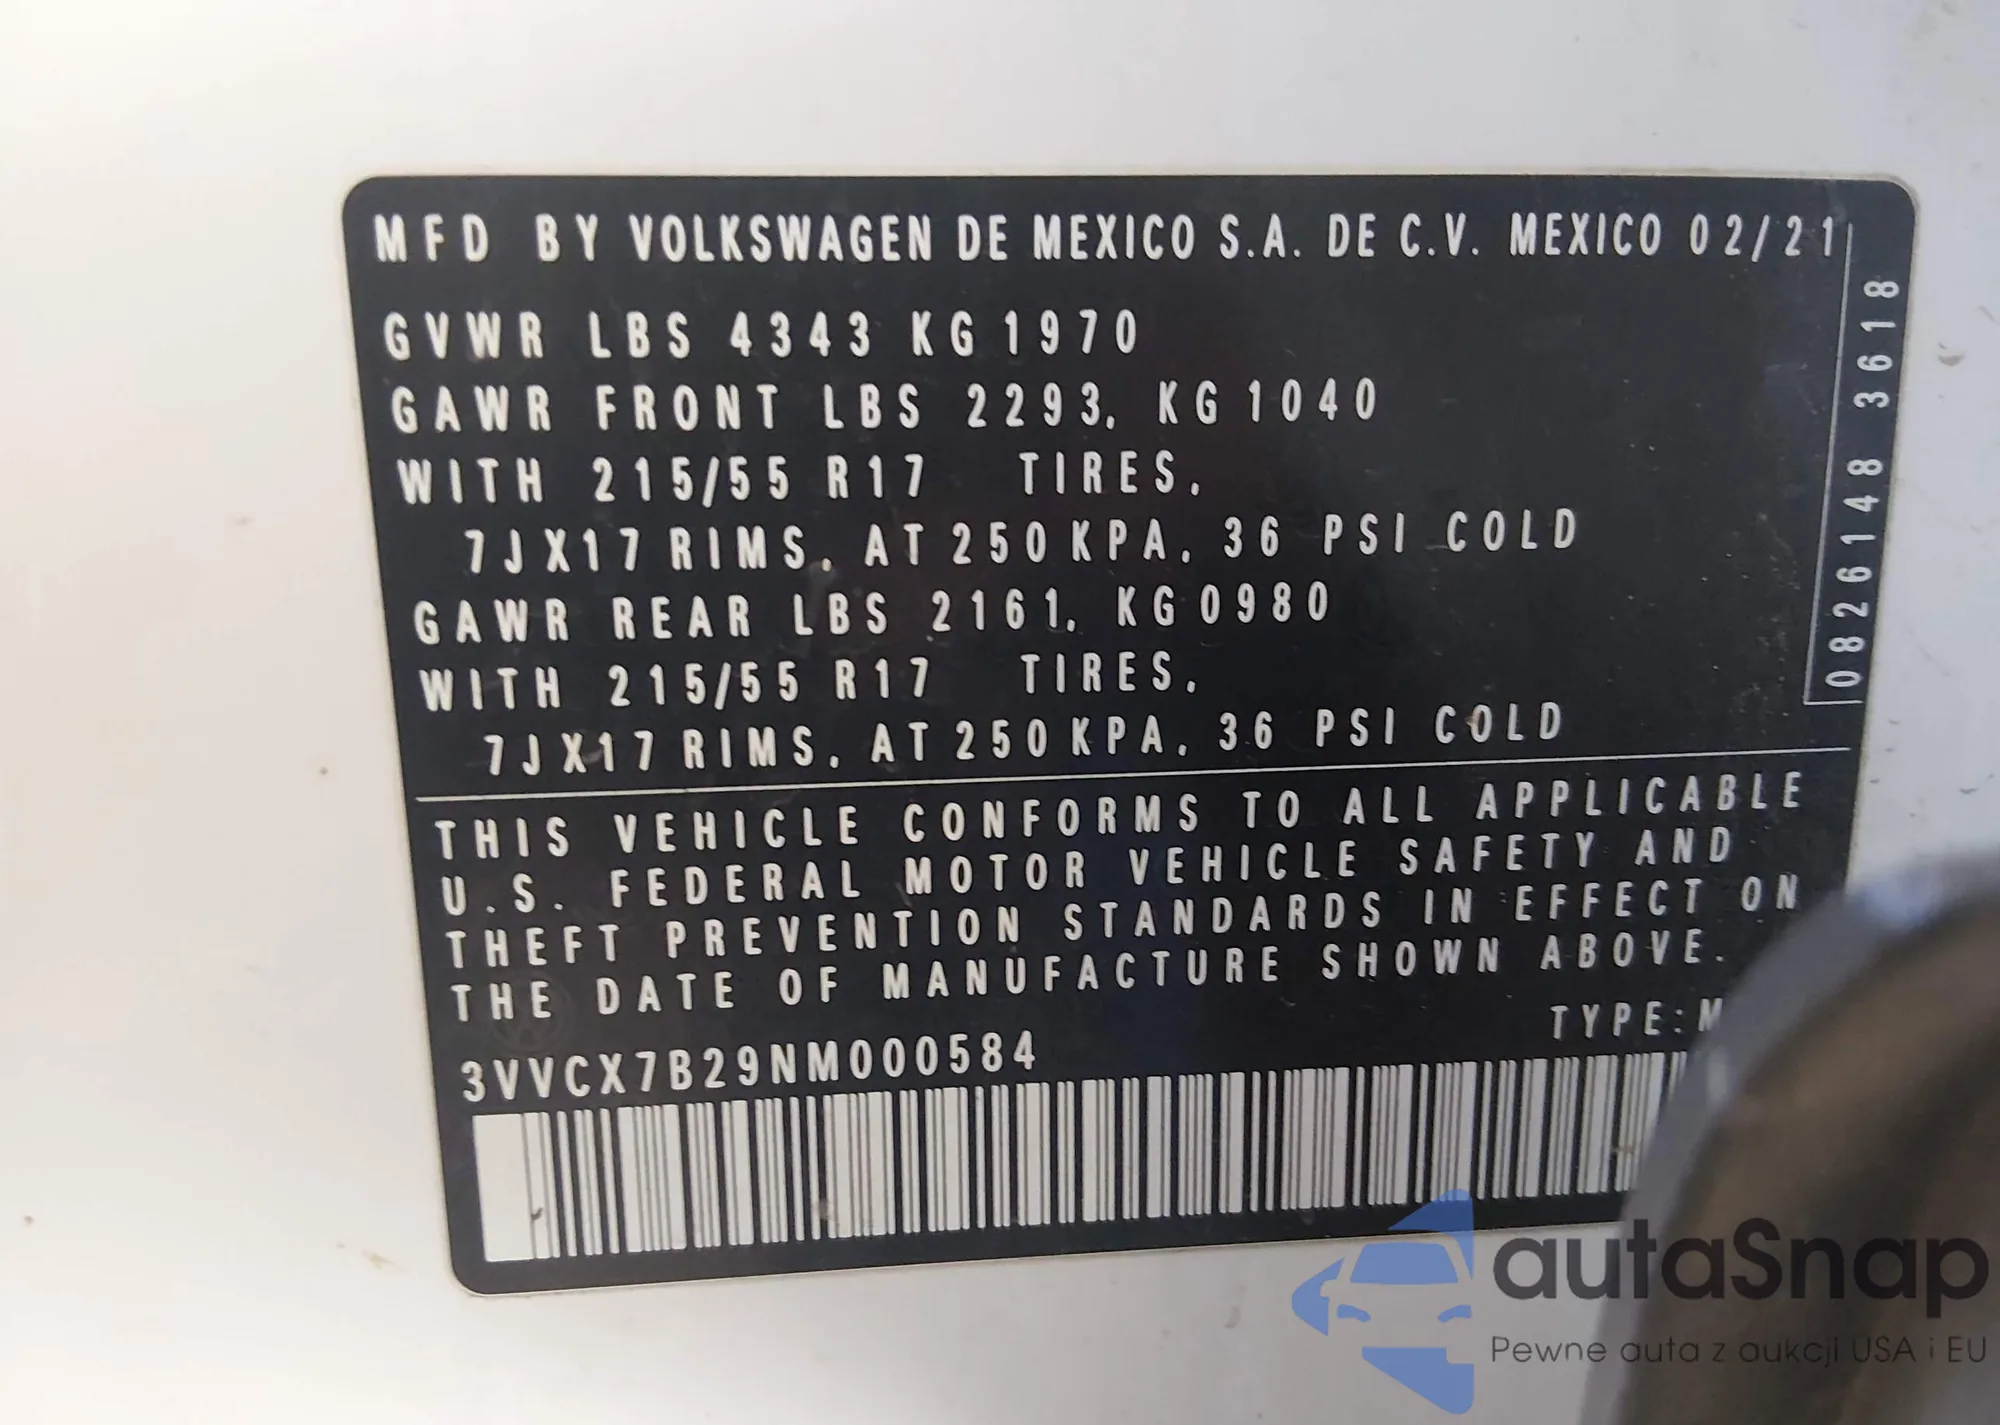 MFD BY VOLKSWAGEN DE MEXICO S.A. DE C.V. MEXICO 02/21
GVWR LBS 4343 KG 1970
GAWR FRONT LBS 2293, KG 1040
WITH 215/55 R17 TIRES,
7JX17 RIMS, AT 250 KPA, 36 PSI COLD
GAWR REAR LBS 2161, KG 0980
WITH 215/55 R17 TIRES,
7JX17 RIMS, AT 250 KPA, 36 PSI COLD
0826148 3618
THIS VEHICLE CONFORMS TO ALL APPLICABLE
U.S. FEDERAL MOTOR VEHICLE SAFETY AND
THEFT PREVENTION STANDARDS IN EFFECT ON
THE DATE OF MANUFACTURE SHOWN ABOVE.
TYPE:M
3VVCX7B29NM000584
autaSnap
Pewne auta z aukcji USA i EU